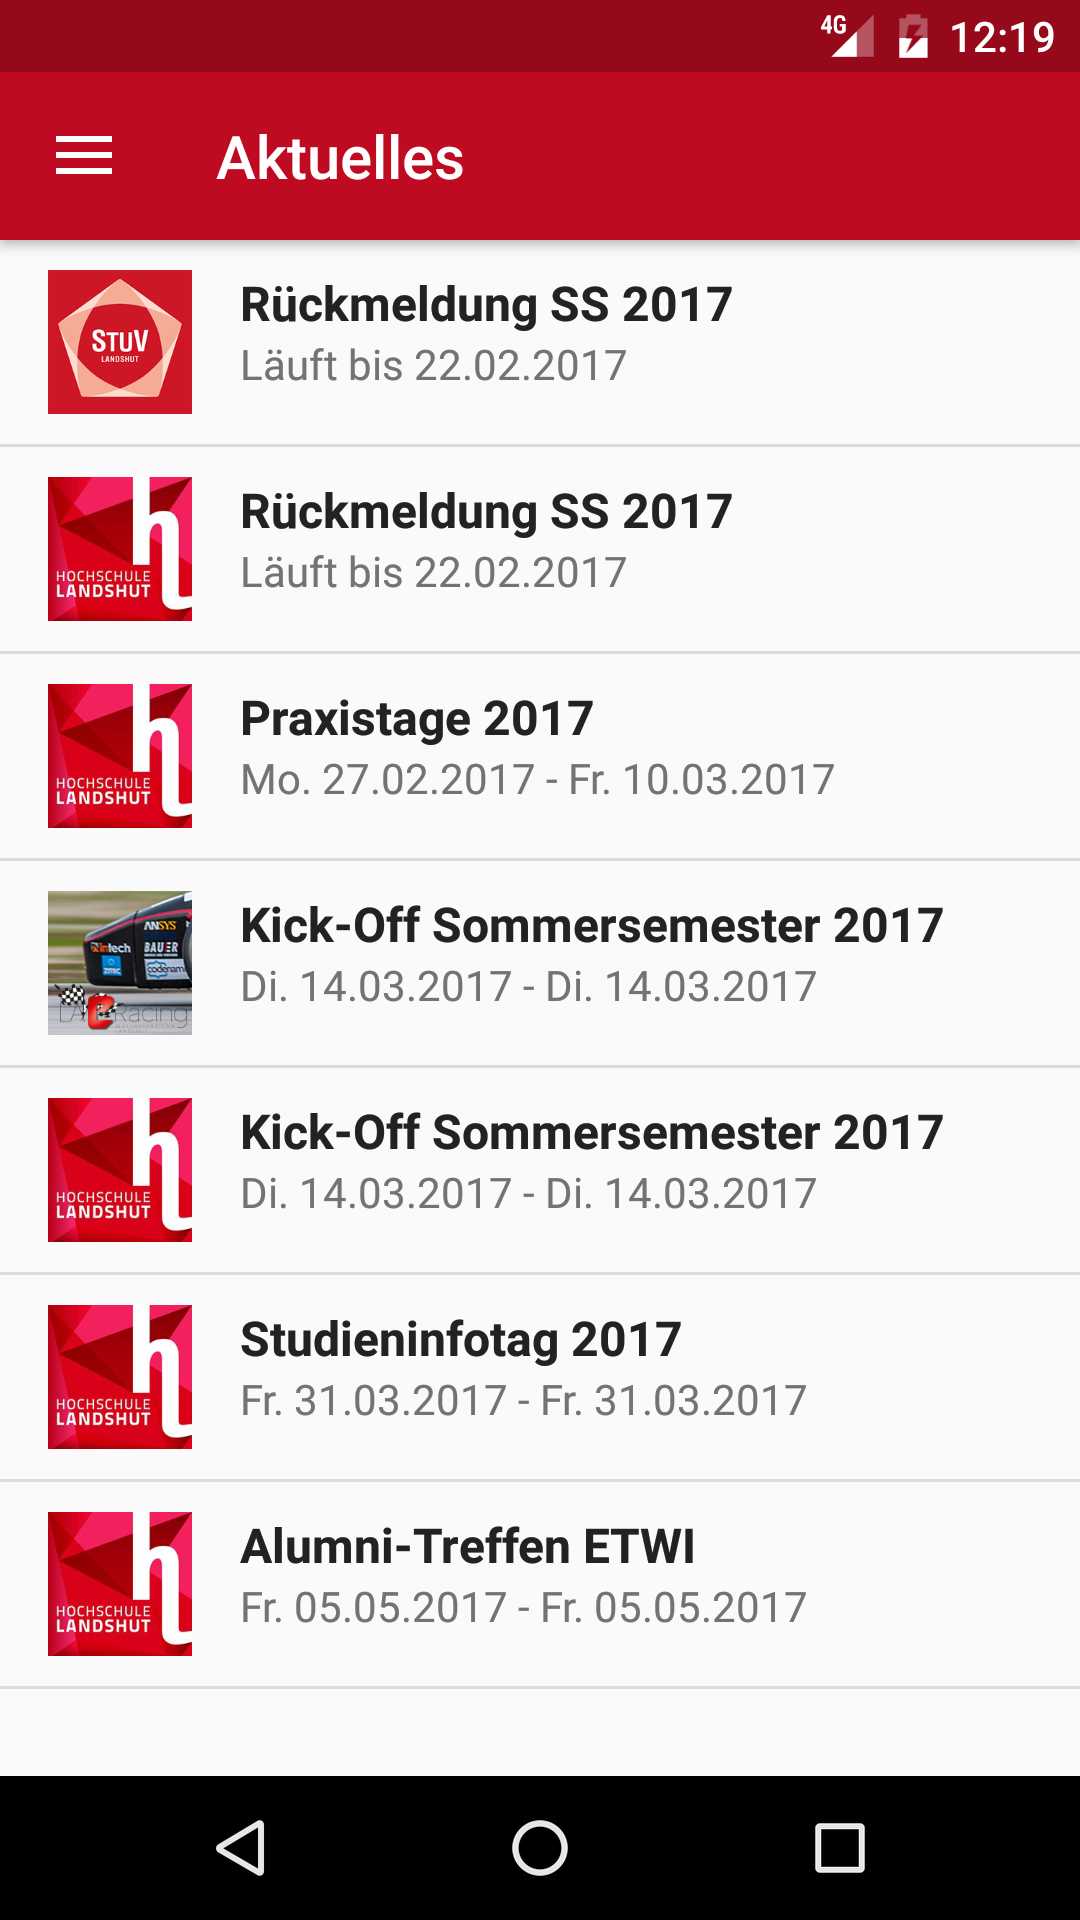 4G 12:19
Aktuelles
STUV
LANDSHUT
Rückmeldung SS 2017
Läuft bis 22.02.2017
HOCHSCHULE
LANDSHUT
Rückmeldung SS 2017
Läuft bis 22.02.2017
HOCHSCHULE
LANDSHUT
Praxistage 2017
Mo. 27.02.2017 - Fr. 10.03.2017
ANSYS
intech
BAUER
LA Racing
Kick-Off Sommersemester 2017
Di. 14.03.2017 - Di. 14.03.2017
HOCHSCHULE
LANDSHUT
Kick-Off Sommersemester 2017
Di. 14.03.2017 - Di. 14.03.2017
HOCHSCHULE
LANDSHUT
Studieninfotag 2017
Fr. 31.03.2017 - Fr. 31.03.2017
HOCHSCHULE
LANDSHUT
Alumni-Treffen ETWI
Fr. 05.05.2017 - Fr. 05.05.2017